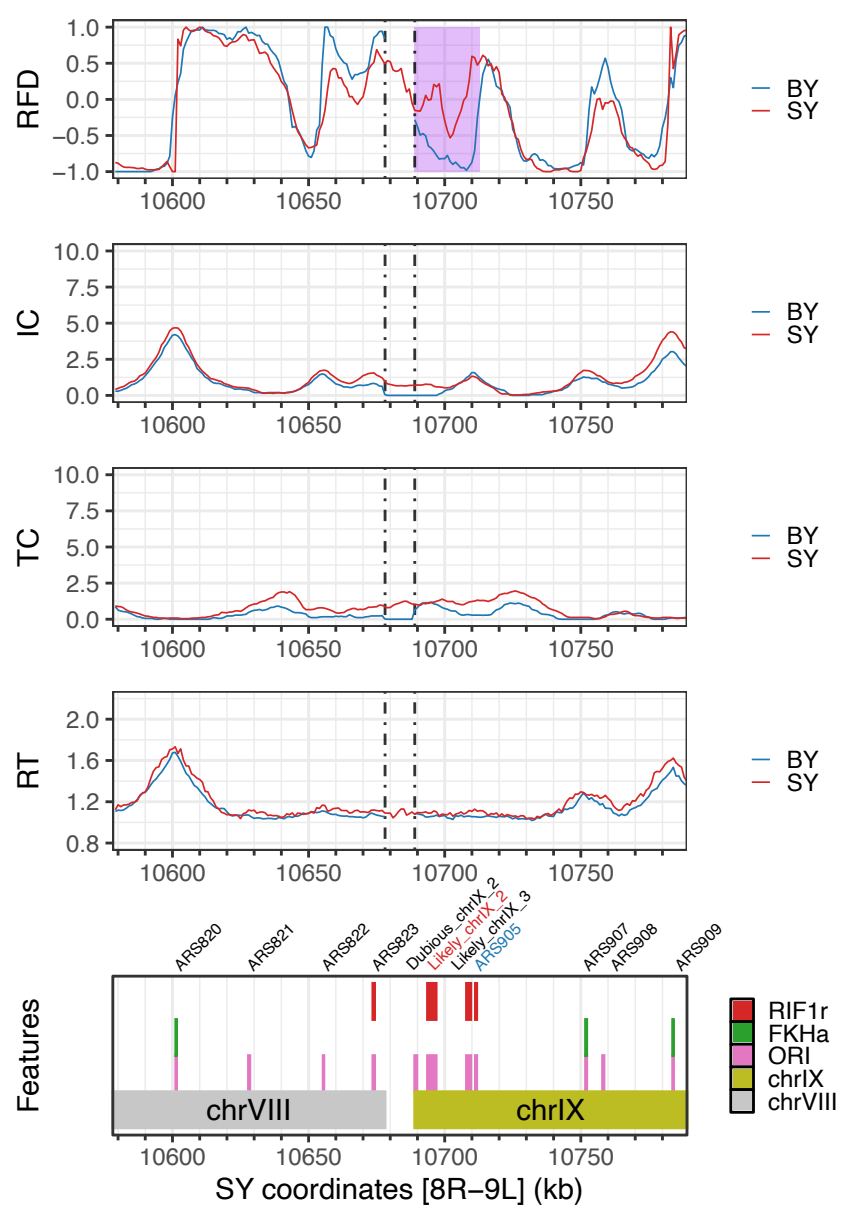 RFD
1.0
0.5
0.0
−0.5
−1.0
10600 10650 10700 10750
BY
SY
IC
10.0
7.5
5.0
2.5
0.0
10600 10650 10700 10750
BY
SY
TC
10.0
7.5
5.0
2.5
0.0
10600 10650 10700 10750
BY
SY
RT
2.0
1.6
1.2
0.8
10600 10650 10700 10750
BY
SY
ARS820
ARS821
ARS822
ARS823
Dubious_chrIX_2
Likely_chrIX_2
Likely_chrIX_3
ARS905
ARS907
ARS908
ARS909
Features
chrVIII
chrIX
RIF1r
FKHa
ORI
chrIX
chrVIII
10600 10650 10700 10750
SY coordinates [8R−9L] (kb)